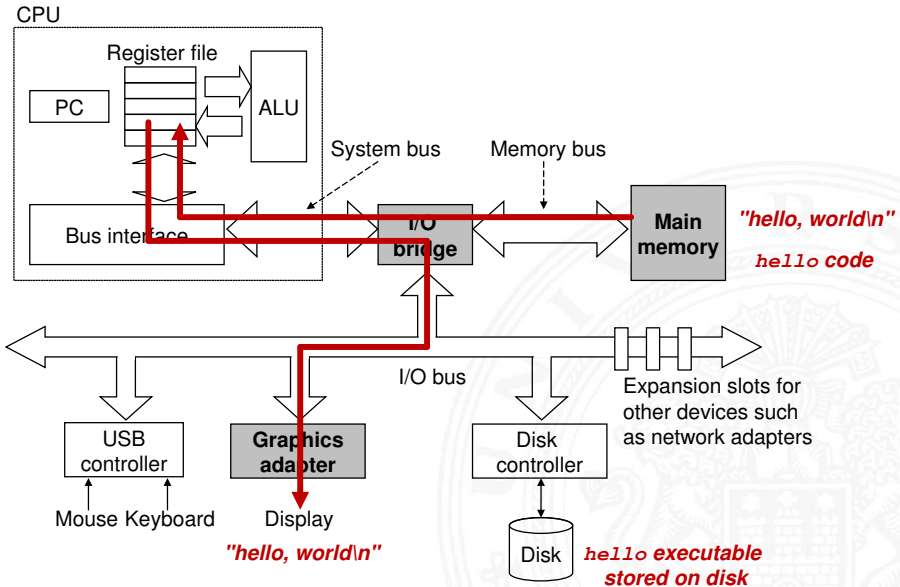 CPU
Register file
PC
ALU
System bus
Memory bus
Bus interface
I/O
bridge
Main
memory
"hello, world\n"
hello code
I/O bus
Expansion slots for
other devices such
as network adapters
USB
controller
Graphics
adapter
Disk
controller
Mouse Keyboard
Display
"hello, world\n"
Disk
hello executable
stored on disk